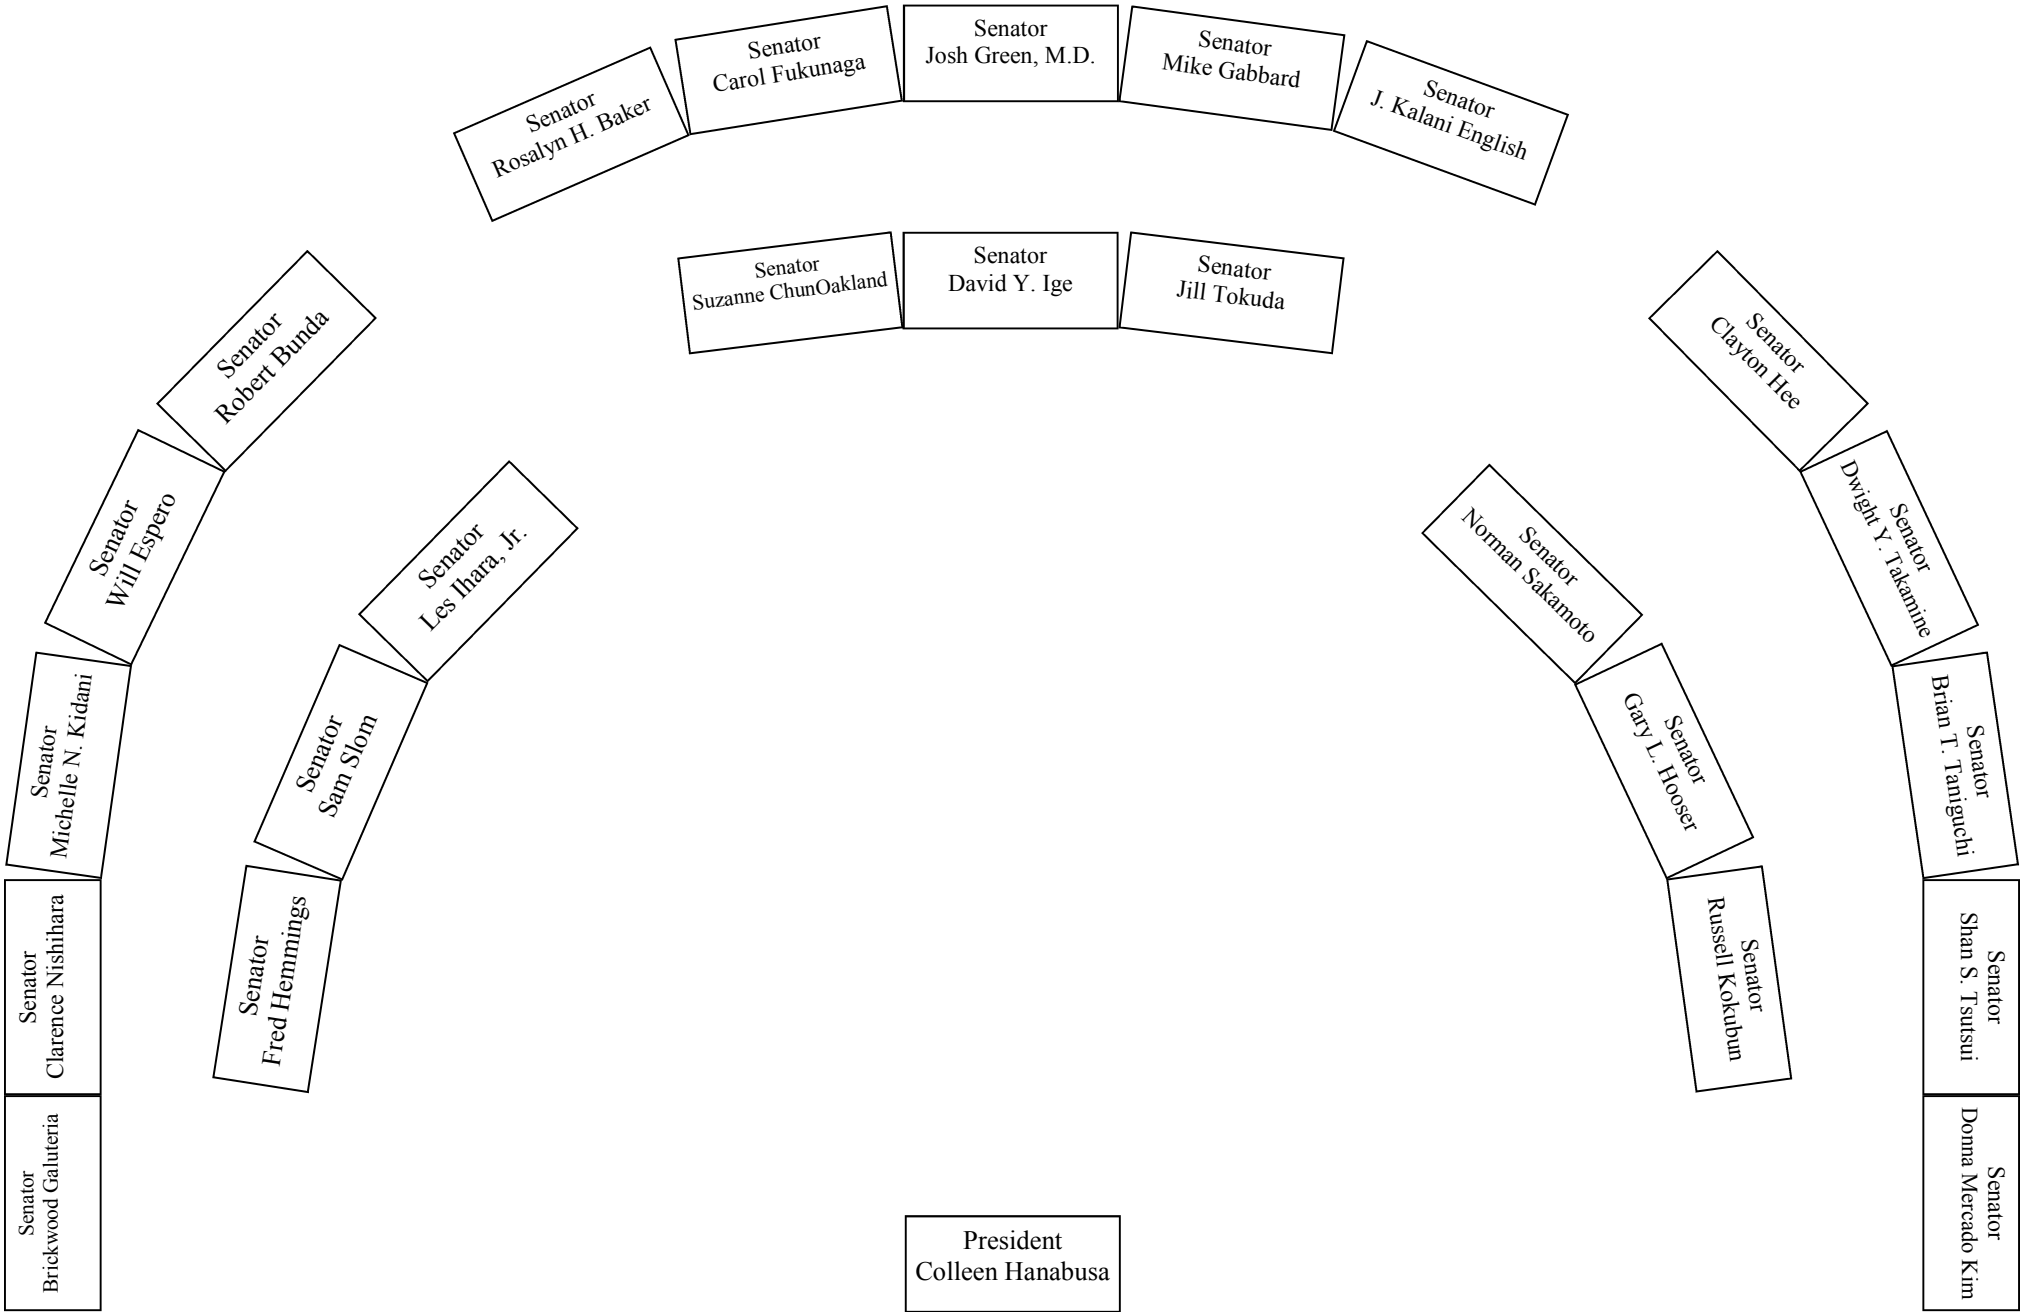 Senator
Josh Green, M.D.
Senator
Carol Fukunaga
Senator
Mike Gabbard
Senator
Rosalyn H. Baker
Senator
J. Kalani English
Senator
Suzanne ChunOakland
Senator
David Y. Ige
Senator
Jill Tokuda
Senator
Robert Bunda
Senator
Clayton Hee
Senator
Will Espero
Senator
Les Ihara, Jr.
Senator
Norman Sakamoto
Senator
Dwight Y. Takamine
Senator
Michelle N. Kidani
Senator
Sam Slom
Senator
Gary L. Hooser
Senator
Brian T. Taniguchi
Senator
Clarence Nishihara
Senator
Fred Hemmings
Senator
Russell Kokubun
Senator
Shan S. Tsutsui
Senator
Brickwood Galuteria
President
Colleen Hanabusa
Senator
Donna Mercado Kim